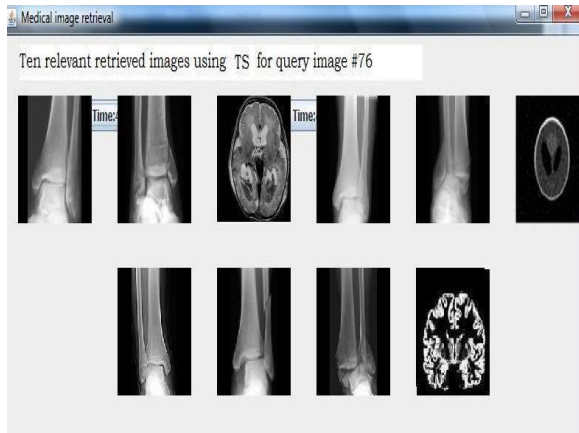 Medical image retrieval
Ten relevant retrieved images using TS for query image #76
Time: Time: